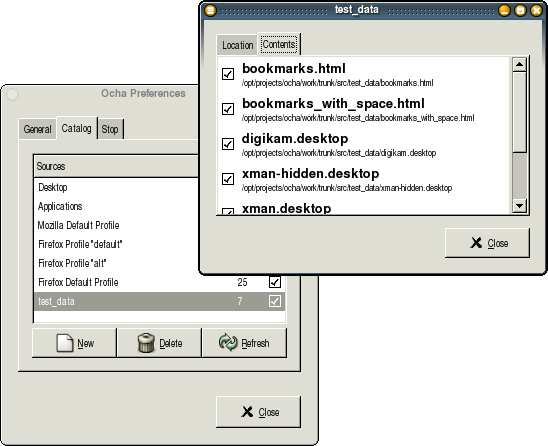 test_data
Location
Contents
bookmarks.html
/opt/projects/ocha/work/trunk/src/test_data/bookmarks.html
bookmarks_with_space.html
/opt/projects/ocha/work/trunk/src/test_data/bookmarks_with_space.html
digikam.desktop
/opt/projects/ocha/work/trunk/src/test_data/digikam.desktop
xman-hidden.desktop
/opt/projects/ocha/work/trunk/src/test_data/xman-hidden.desktop
xman.desktop
Close
Ocha Preferences
General
Catalog
Stop
Sources
Desktop
Applications
Mozilla Default Profile
Firefox Profile "default"
Firefox Profile "alt"
Firefox Default Profile 25
test_data 7
New
Delete
Refresh
Close